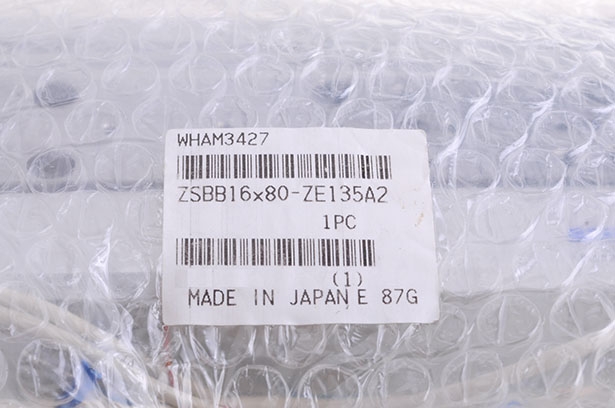 WHAM3427
ZSBB16x80-ZE135A2
1PC
(1)
MADE IN JAPAN E 87G